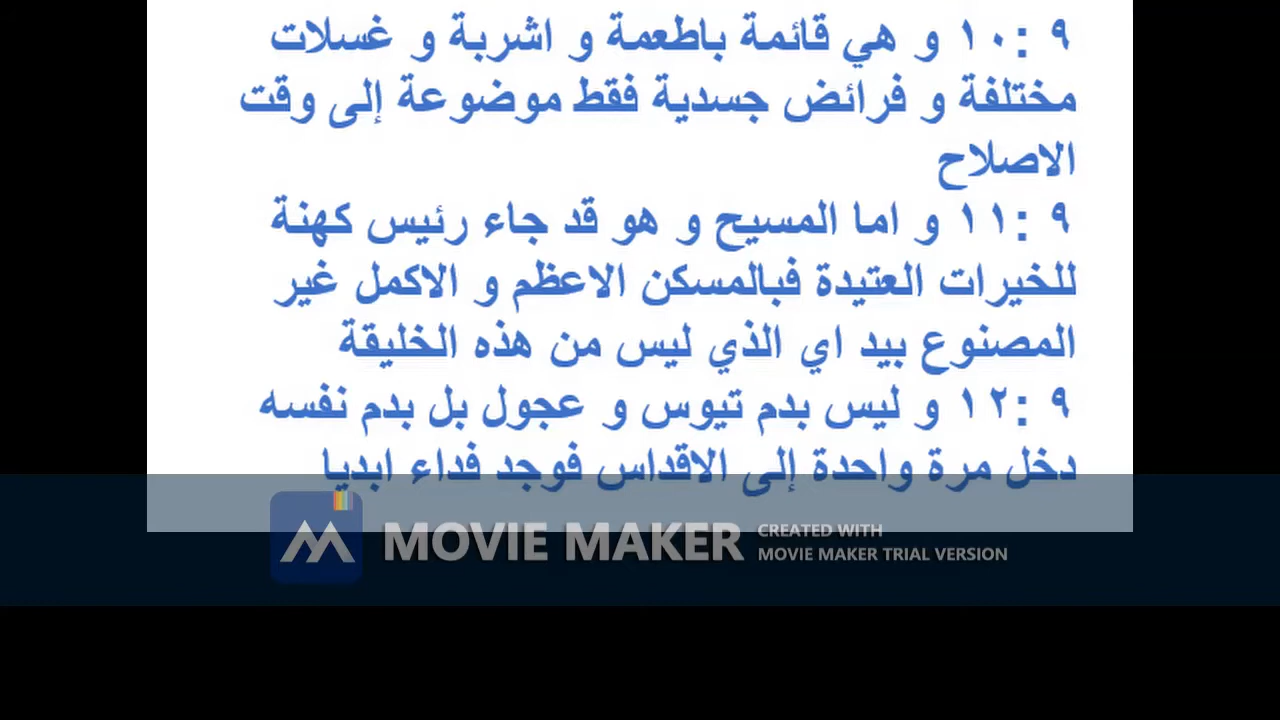 ٩ :١٠ و هي قائمة باطعمة و اشربة و غسلات
مختلفة و فرائض جسدية فقط موضوعة إلى وقت
الاصلاح
٩ :١١ و اما المسيح و هو قد جاء رئيس كهنة
للخيرات العتيدة فبالمسكن الاعظم و الاكمل غير
المصنوع بيد اي الذي ليس من هذه الخليقة
٩ :١٢ و ليس بدم تيوس و عجول بل بدم نفسه
دخل مرة واحدة إلى الاقداس فوجد فداء ابديا
MOVIE MAKER
CREATED WITH
MOVIE MAKER TRIAL VERSION